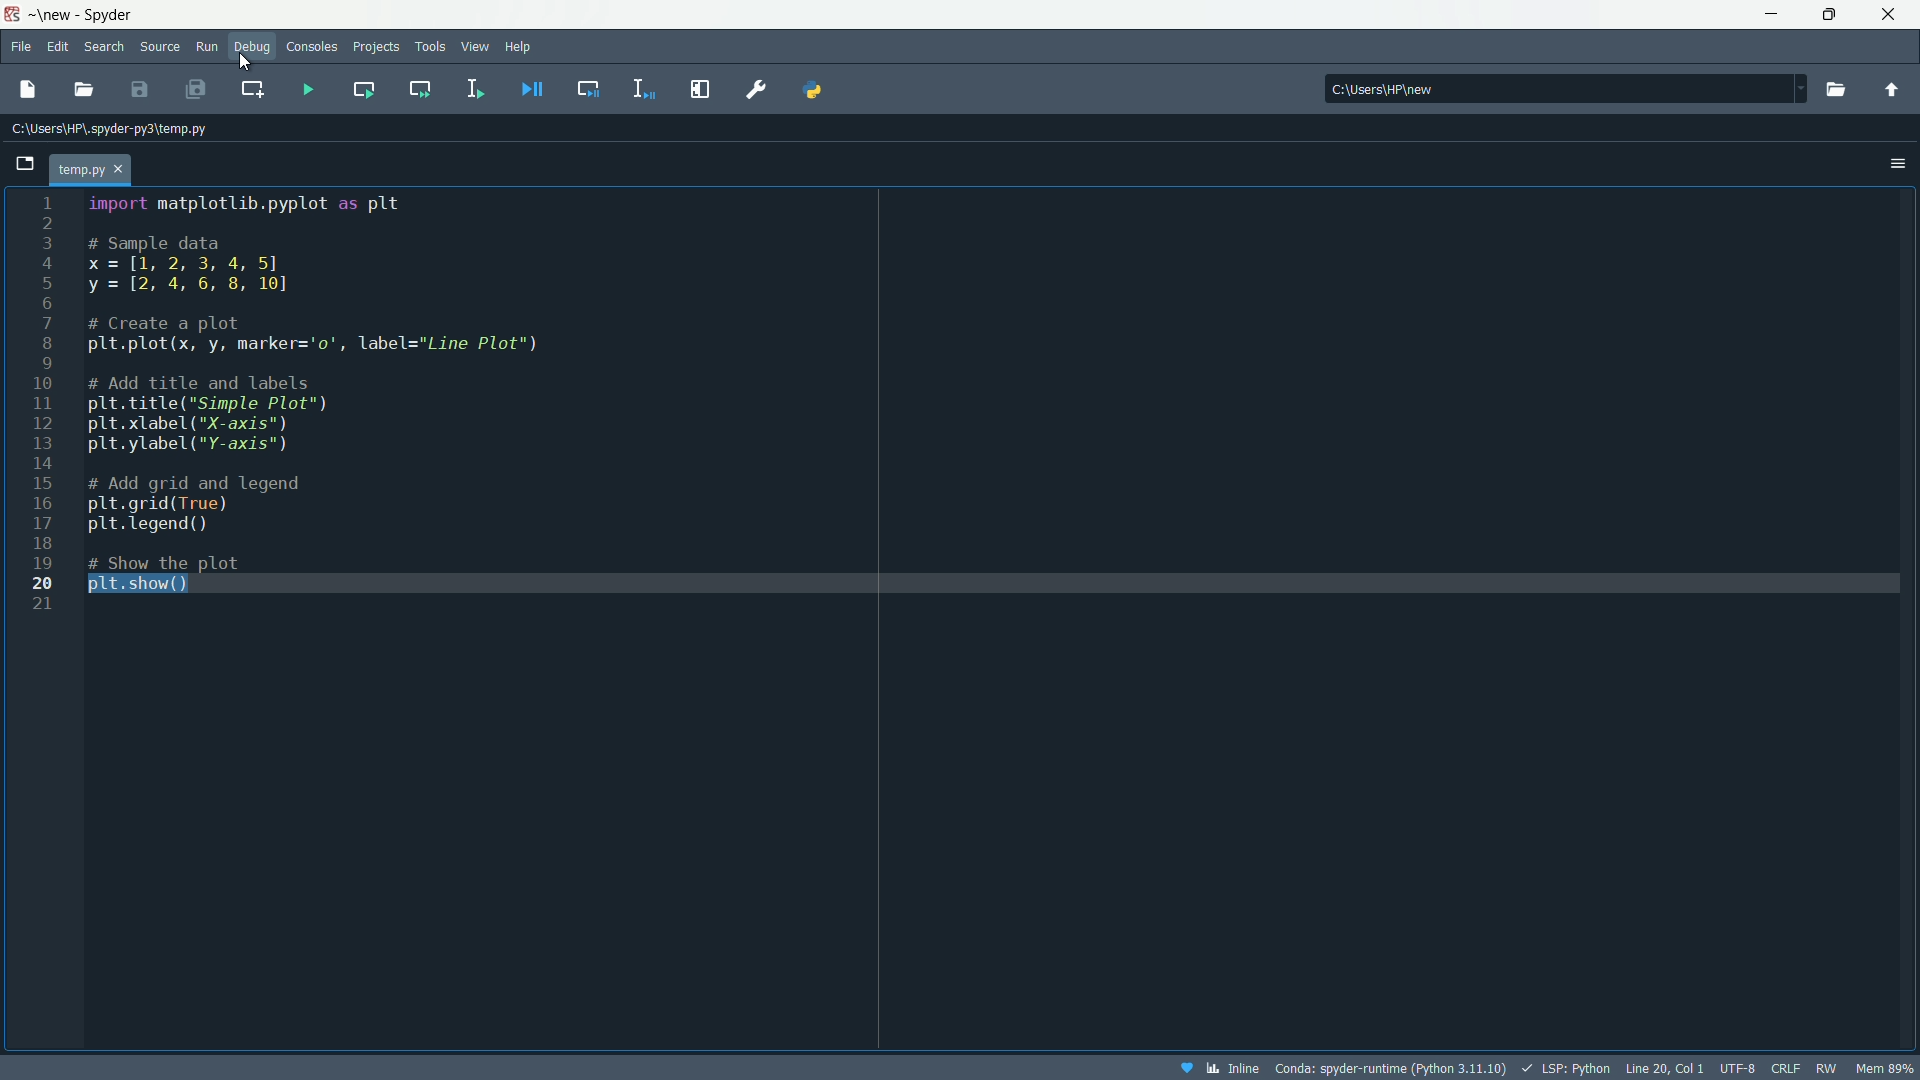 ~\new - Spyder
File Edit Search Source Run Debug Consoles Projects Tools View Help
C:\Users\HP\new
C:\Users\HP\.spyder-py3\temp.py
temp.py
1 import matplotlib.pyplot as plt
2
3 # Sample data
4 x = [1, 2, 3, 4, 5]
5 y = [2, 4, 6, 8, 10]
6
7 # Create a plot
8 plt.plot(x, y, marker='o', label="Line Plot")
9
10 # Add title and labels
11 plt.title("Simple Plot")
12 plt.xlabel("X-axis")
13 plt.ylabel("Y-axis")
14
15 # Add grid and legend
16 plt.grid(True)
17 plt.legend()
18
19 # Show the plot
20 plt.show()
21
Inline Conda: spyder-runtime (Python 3.11.10) LSP: Python Line 20, Col 1 UTF-8 CRLF RW Mem 89%